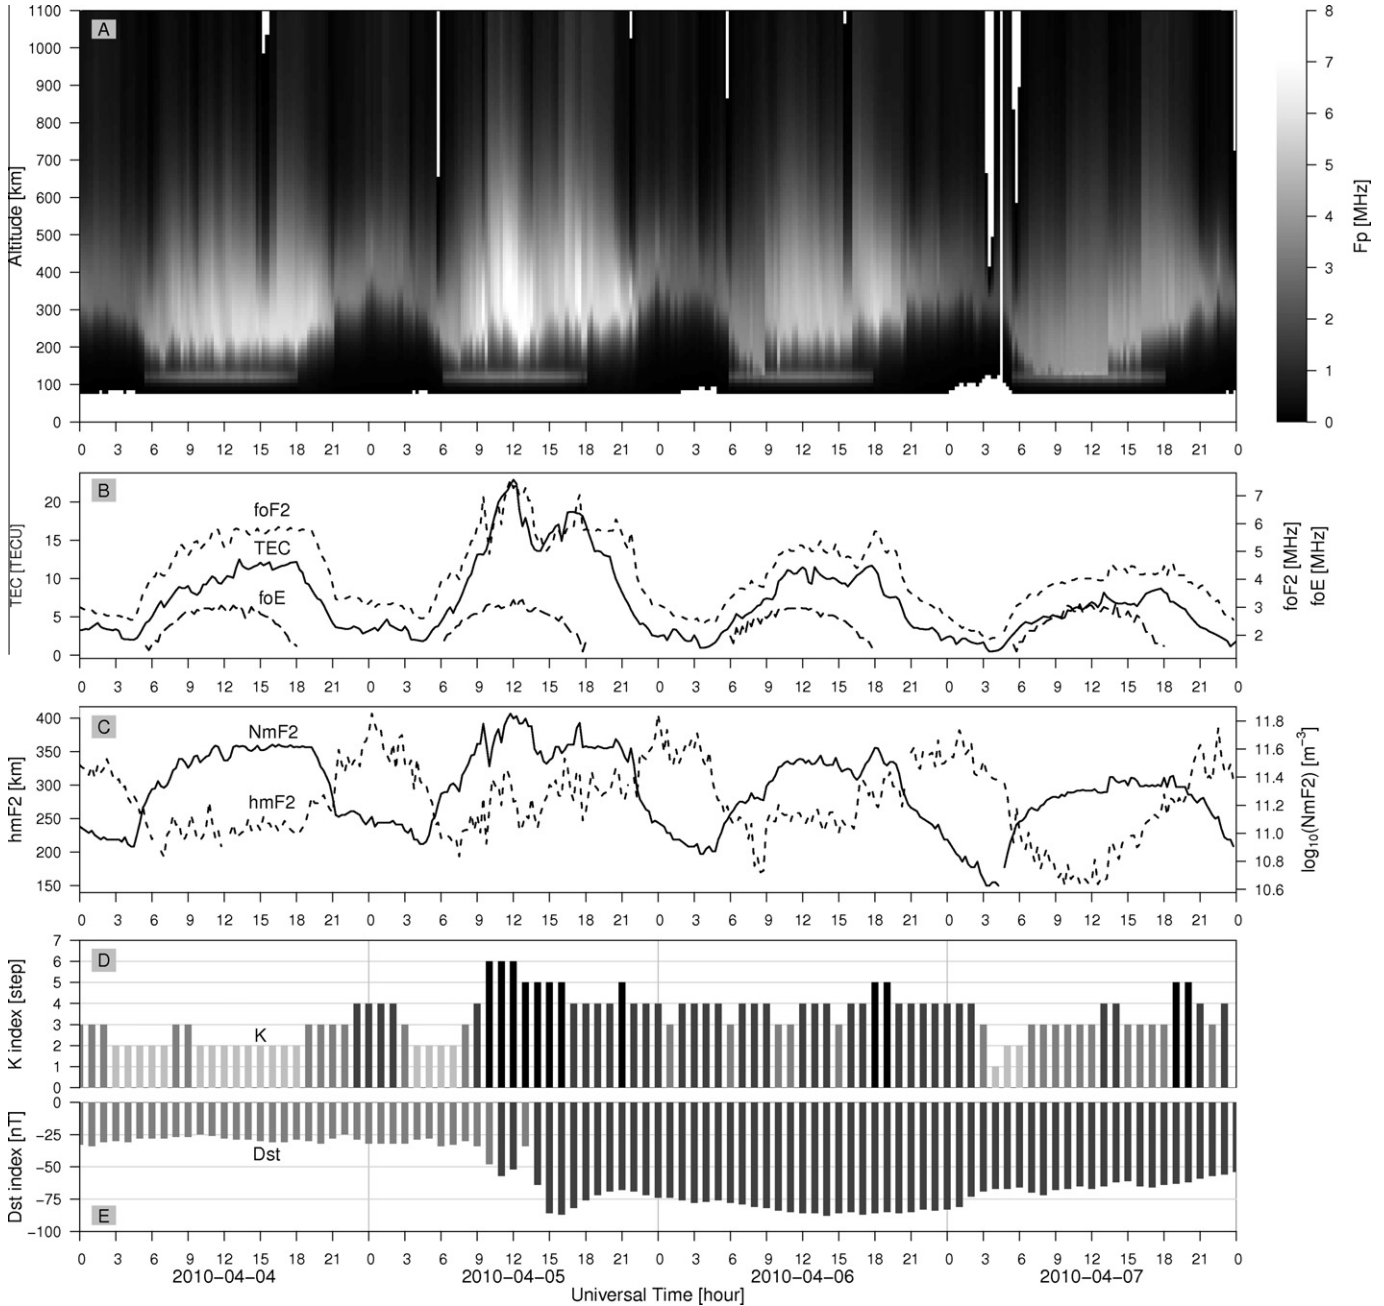 A
1100
1000
900
800
700
600
500
400
300
200
100
0
Altitude [km]
0 3 6 9 12 15 18 21 0 3 6 9 12 15 18 21 0 3 6 9 12 15 18 21 0 3 6 9 12 15 18 21 0
8
7
6
5
4
3
2
1
0
Fp [MHz]
B
20
15
10
5
0
TEC [TECU]
foF2
TEC
foE
7
6
5
4
3
2
foF2 [MHz]
foE [MHz]
0 3 6 9 12 15 18 21 0 3 6 9 12 15 18 21 0 3 6 9 12 15 18 21 0 3 6 9 12 15 18 21 0
C
400
350
300
250
200
150
hmF2 [km]
NmF2
hmF2
11.8
11.6
11.4
11.2
11.0
10.8
10.6
log10(NmF2) [m−3]
0 3 6 9 12 15 18 21 0 3 6 9 12 15 18 21 0 3 6 9 12 15 18 21 0 3 6 9 12 15 18 21 0
D
7
6
5
4
3
2
1
0
K index [step]
K
0
−25
−50
−75
−100
Dst index [nT]
Dst
E
0 3 6 9 12 15 18 21 0 3 6 9 12 15 18 21 0 3 6 9 12 15 18 21 0 3 6 9 12 15 18 21 0
2010−04−04 2010−04−05 2010−04−06 2010−04−07
Universal Time [hour]